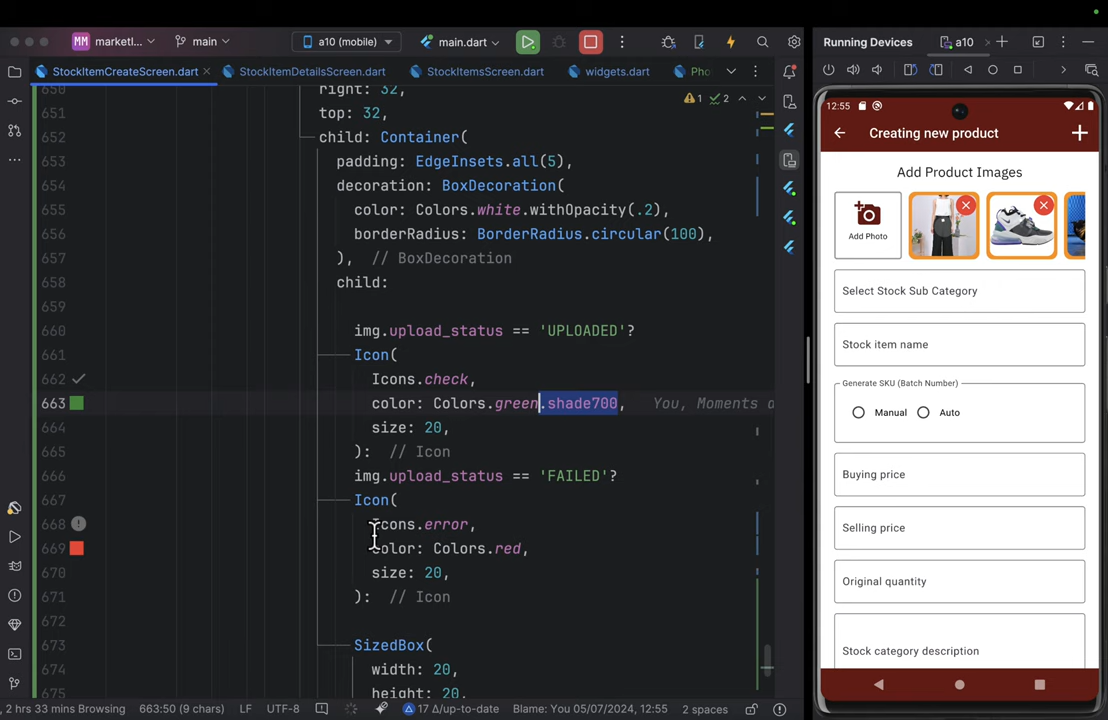 MM marketl...
main
a10 (mobile)
main.dart
Running Devices
a10
StockItemCreateScreen.dart
StockItemDetailsScreen.dart
StockItemsScreen.dart
widgets.dart
Pho
1
2
650
right: 32,
651
top: 32,
652
child: Container(
653
padding: EdgeInsets.all(5),
654
decoration: BoxDecoration(
655
color: Colors.white.withOpacity(.2),
656
borderRadius: BorderRadius.circular(100),
657
), // BoxDecoration
658
child:
659
660
img.upload_status == 'UPLOADED'?
661
Icon(
662
Icons.check,
663
color: Colors.green.shade700, You, Moments a
664
size: 20,
665
): // Icon
666
img.upload_status == 'FAILED'?
667
Icon(
668
Icons.error,
669
color: Colors.red,
670
size: 20,
671
): // Icon
672
673
SizedBox(
674
width: 20,
675
height: 20,
, 2 hrs 33 mins Browsing
663:50 (9 chars)
LF
UTF-8
17 Δ/up-to-date
Blame: You 05/07/2024, 12:55
2 spaces
12:55
Creating new product
Add Product Images
Add Photo
Select Stock Sub Category
Stock item name
Generate SKU (Batch Number)
Manual
Auto
Buying price
Selling price
Original quantity
Stock category description